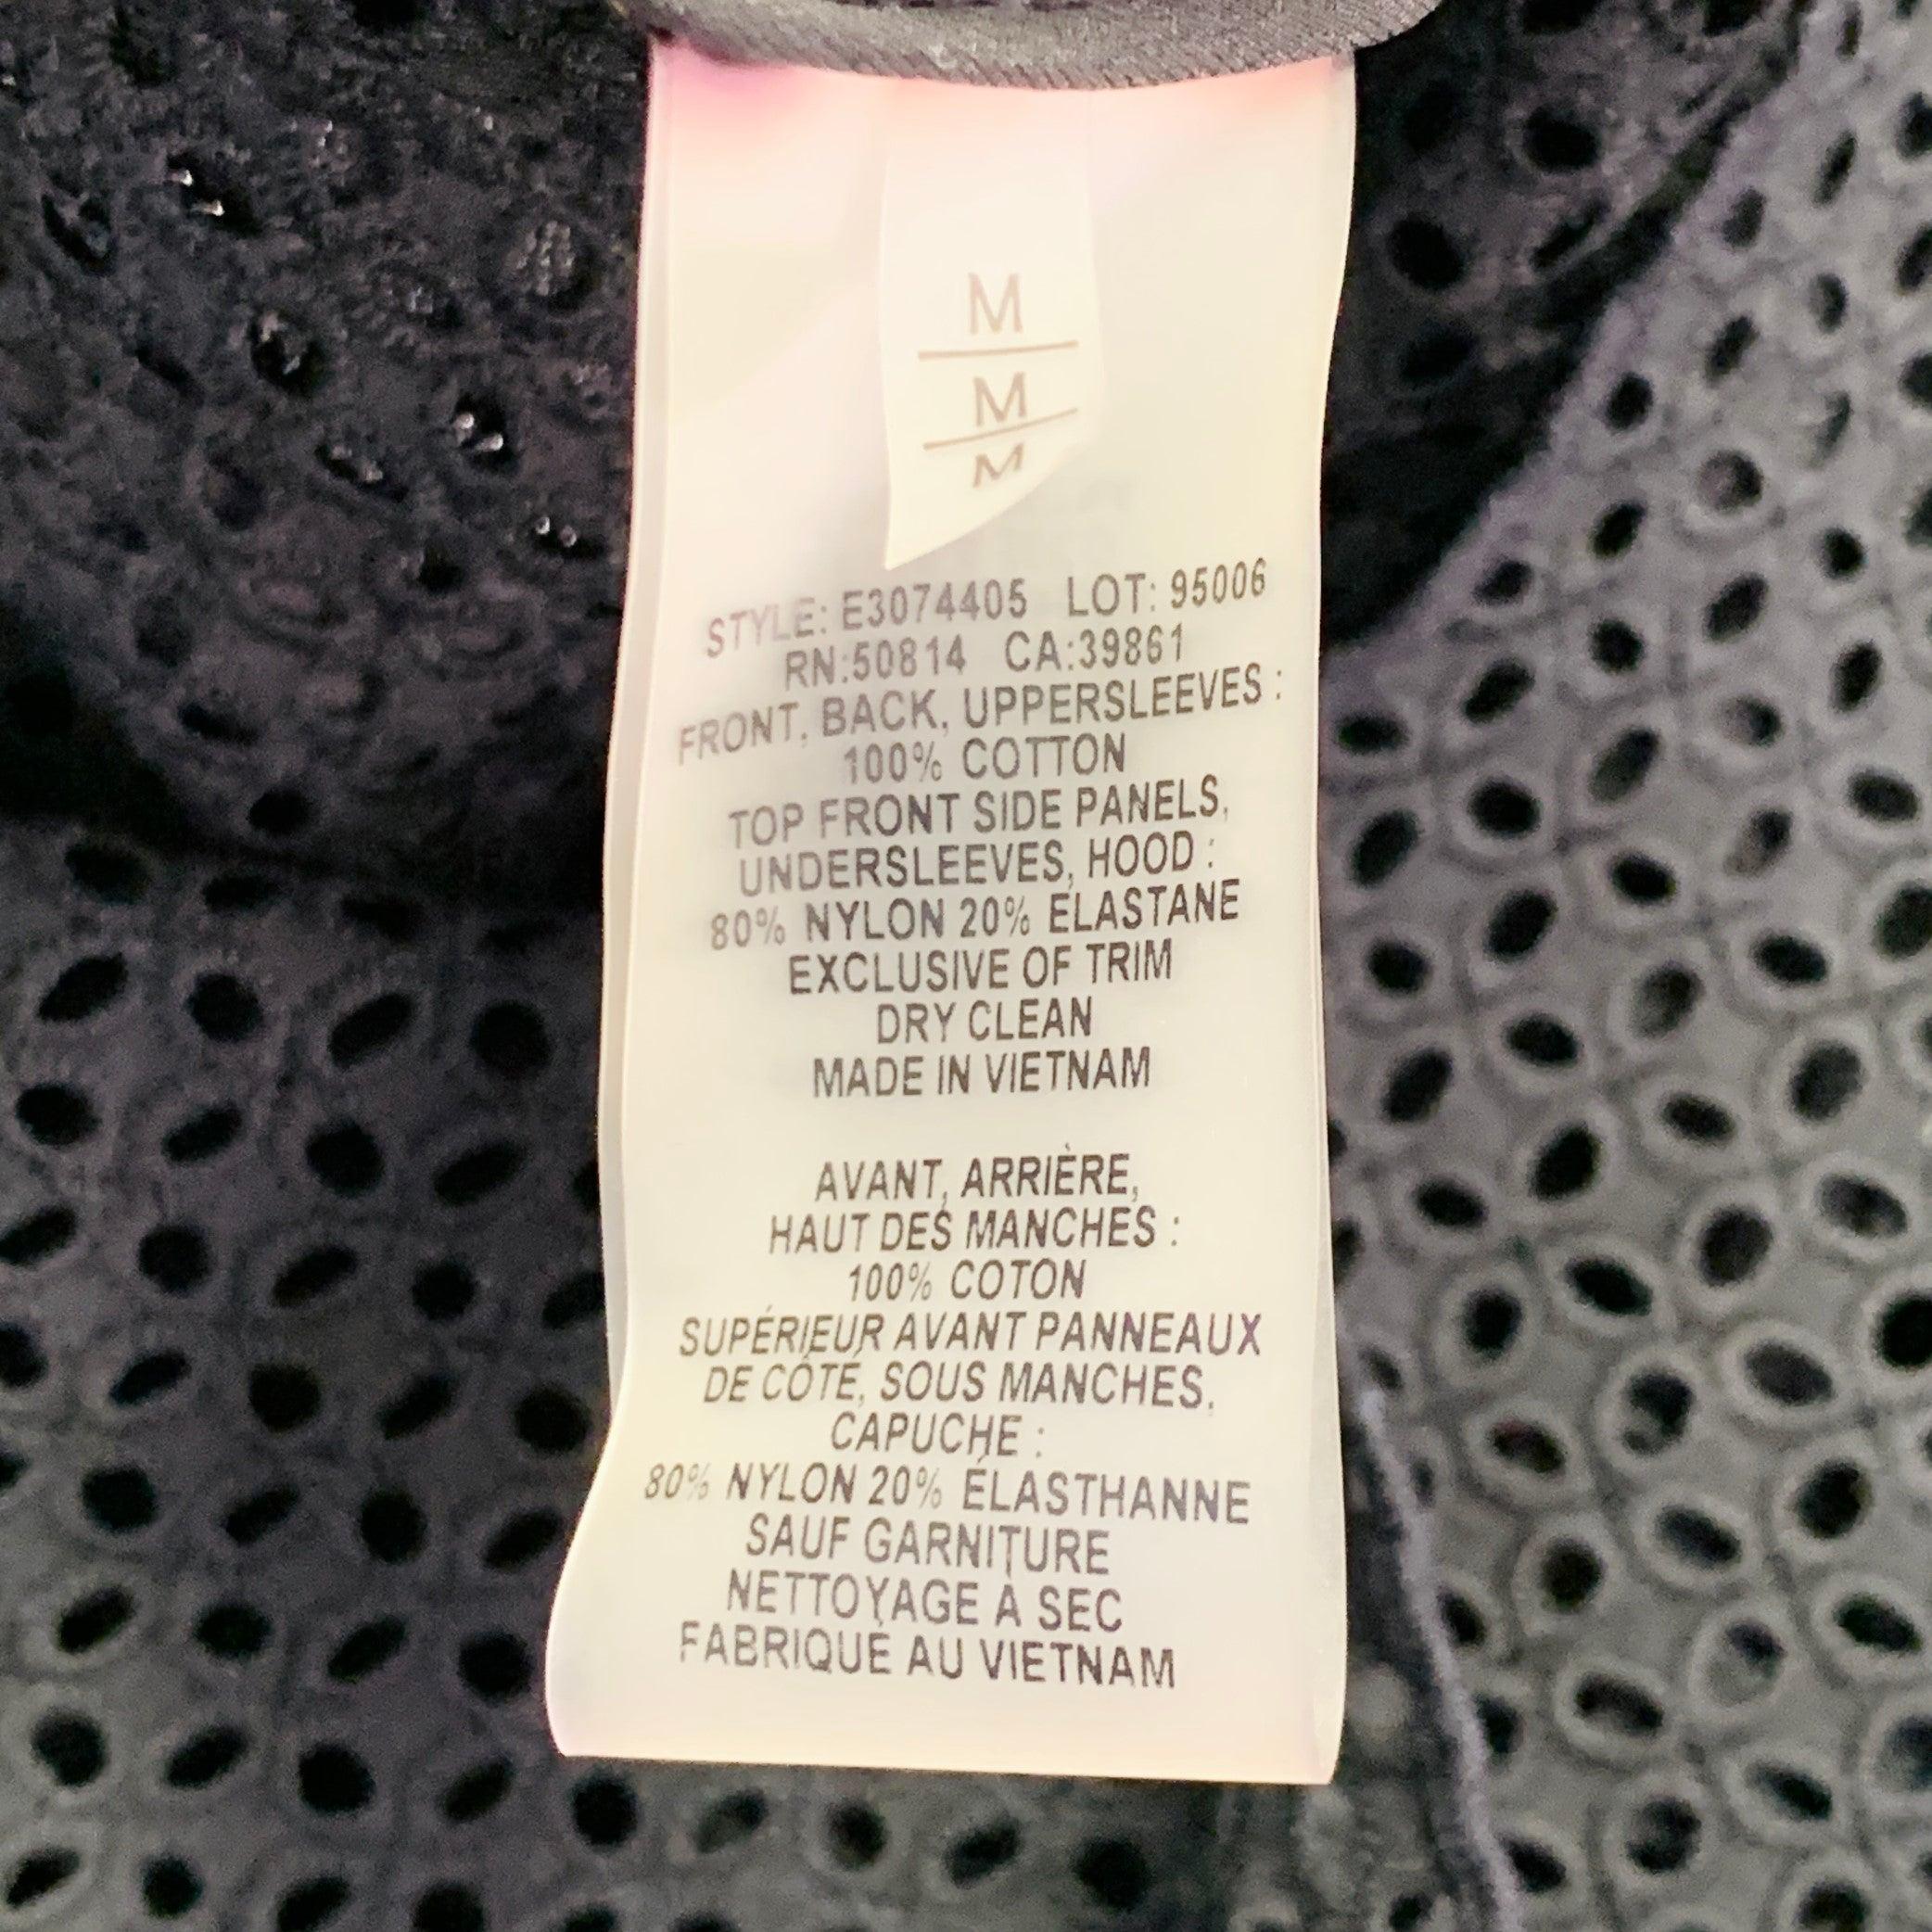 M
M
M
STYLE: E3074405 LOT: 95006
RN:50814 CA:39861
FRONT, BACK, UPPERSLEEVES :
100% COTTON
TOP FRONT SIDE PANELS,
UNDERSLEEVES, HOOD :
80% NYLON 20% ELASTANE
EXCLUSIVE OF TRIM
DRY CLEAN
MADE IN VIETNAM
AVANT, ARRIÈRE,
HAUT DES MANCHES :
100% COTON
SUPÉRIEUR AVANT PANNEAUX
DE CÔTÉ, SOUS MANCHES,
CAPUCHE :
80% NYLON 20% ÉLASTHANNE
SAUF GARNITURE
NETTOYAGE À SEC
FABRIQUÉ AU VIETNAM